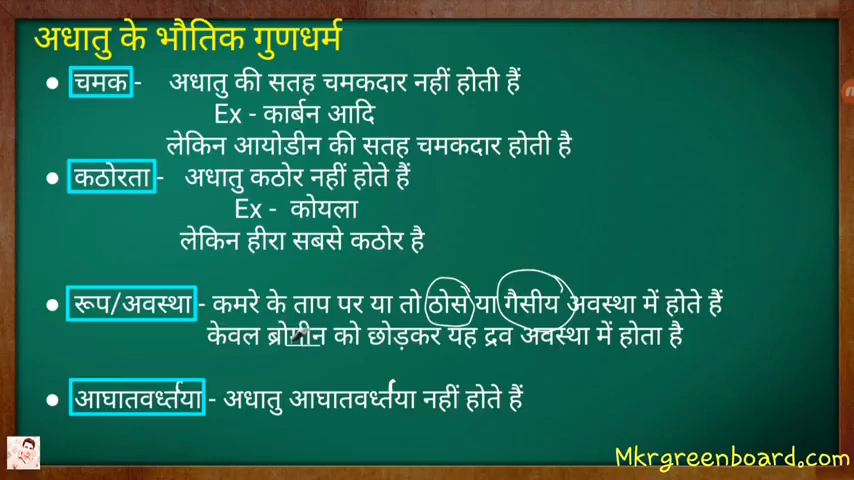 अधातु के भौतिक गुणधर्म
● चमक - अधातु की सतह चमकदार नहीं होती हैं
Ex - कार्बन आदि
लेकिन आयोडीन की सतह चमकदार होती है
● कठोरता - अधातु कठोर नहीं होते हैं
Ex - कोयला
लेकिन हीरा सबसे कठोर है
● रूप/अवस्था - कमरे के ताप पर या तो ठोस या गैसीय अवस्था में होते हैं
केवल ब्रोमीन को छोड़कर यह द्रव अवस्था में होता है
● आघातवर्ध्तया - अधातु आघातवर्ध्तया नहीं होते हैं
Mkrgreenboard.com